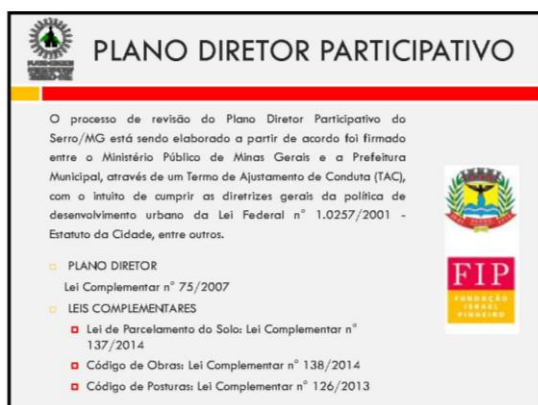 PLANO DIRETOR PARTICIPATIVO
O processo de revisão do Plano Diretor Participativo do
Serro/MG está sendo elaborado a partir de acordo foi firmado
entre o Ministério Público de Minas Gerais e a Prefeitura
Municipal, através de um Termo de Ajustamento de Conduta (TAC),
com o intuito de cumprir as diretrizes gerais da política de
desenvolvimento urbano da Lei Federal n° 1.0257/2001 -
Estatuto da Cidade, entre outros.
PLANO DIRETOR
Lei Complementar n° 75/2007
LEIS COMPLEMENTARES
Lei de Parcelamento do Solo: Lei Complementar n°
137/2014
Código de Obras: Lei Complementar n° 138/2014
Código de Posturas: Lei Complementar n° 126/2013
FIP
FUNDAÇÃO
ISRAEL
PINHEIRO